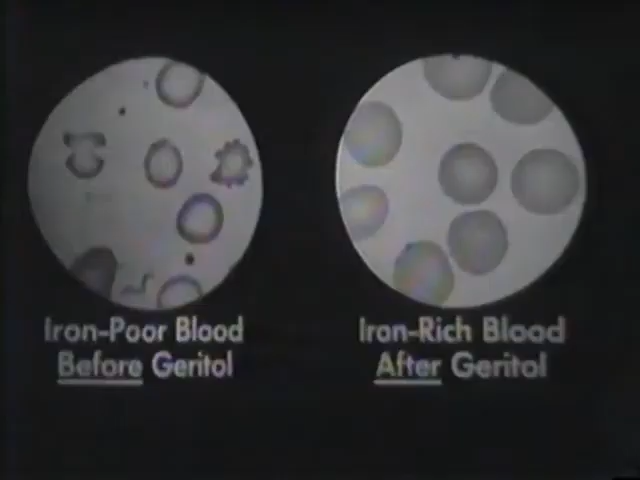 Iron-Poor Blood
Before Geritol
Iron-Rich Blood
After Geritol